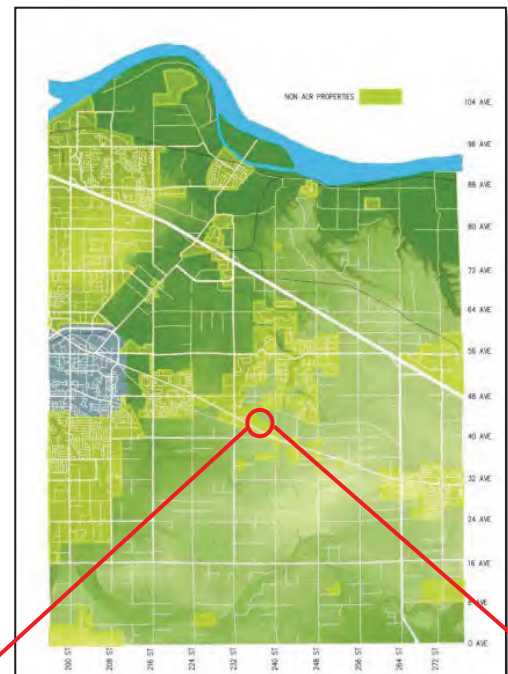 NON ALR PROPERTIES
104 AVE.
96 AVE.
88 AVE.
80 AVE.
72 AVE.
64 AVE.
56 AVE.
48 AVE.
40 AVE.
32 AVE.
24 AVE.
16 AVE.
8 AVE.
0 AVE.
200 ST
208 ST
216 ST
224 ST
232 ST
240 ST
248 ST
256 ST
264 ST
272 ST